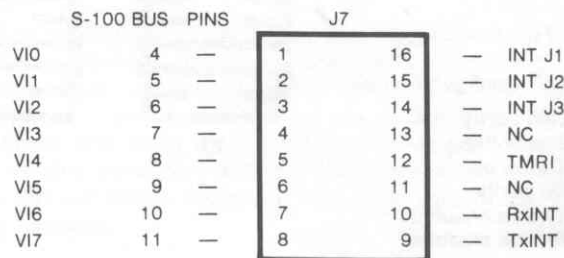 S-100 BUS PINS J7
VI0 4 — 1 16 — INT J1
VI1 5 — 2 15 — INT J2
VI2 6 — 3 14 — INT J3
VI3 7 — 4 13 — NC
VI4 8 — 5 12 — TMRI
VI5 9 — 6 11 — NC
VI6 10 — 7 10 — RxINT
VI7 11 — 8 9 — TxINT